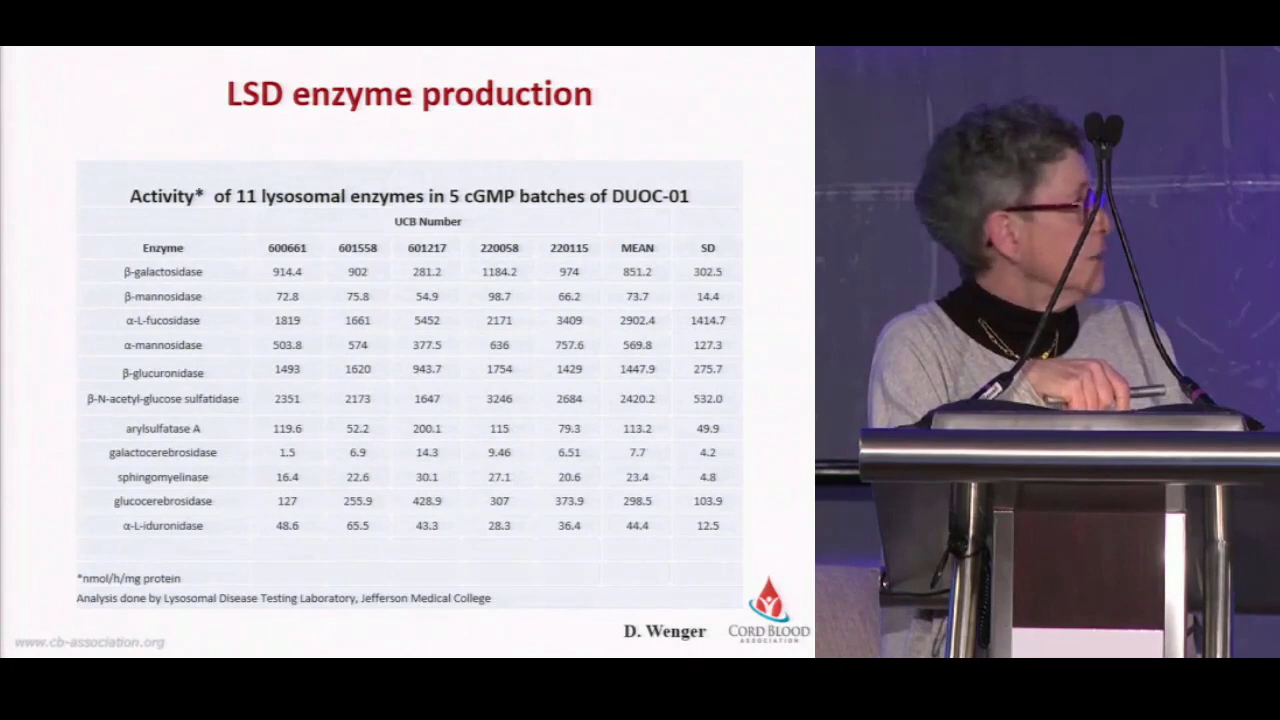 LSD enzyme production
Activity* of 11 lysosomal enzymes in 5 cGMP batches of DUOC-01
UCB Number
Enzyme 600661 601558 601217 220058 220115 MEAN SD
β-galactosidase 914.4 902 281.2 1184.2 974 851.2 302.5
β-mannosidase 72.8 75.8 54.9 98.7 66.2 73.7 14.4
α-L-fucosidase 1819 1661 5452 2171 3409 2902.4 1414.7
α-mannosidase 503.8 574 377.5 636 757.6 569.8 127.3
β-glucuronidase 1493 1620 943.7 1754 1429 1447.9 275.7
β-N-acetyl-glucose sulfatidase 2351 2173 1647 3246 2684 2420.2 532.0
arylsulfatase A 119.6 52.2 200.1 115 79.3 113.2 49.9
galactocerebrosidase 1.5 6.9 14.3 9.46 6.51 7.7 4.2
sphingomyelinase 16.4 22.6 30.1 27.1 20.6 23.4 4.8
glucocerebrosidase 127 255.9 428.9 307 373.9 298.5 103.9
α-L-iduronidase 48.6 65.5 43.3 28.3 36.4 44.4 12.5
*nmol/h/mg protein
Analysis done by Lysosomal Disease Testing Laboratory, Jefferson Medical College
D. Wenger
CORD BLOOD
ASSOCIATION
www.cb-association.org